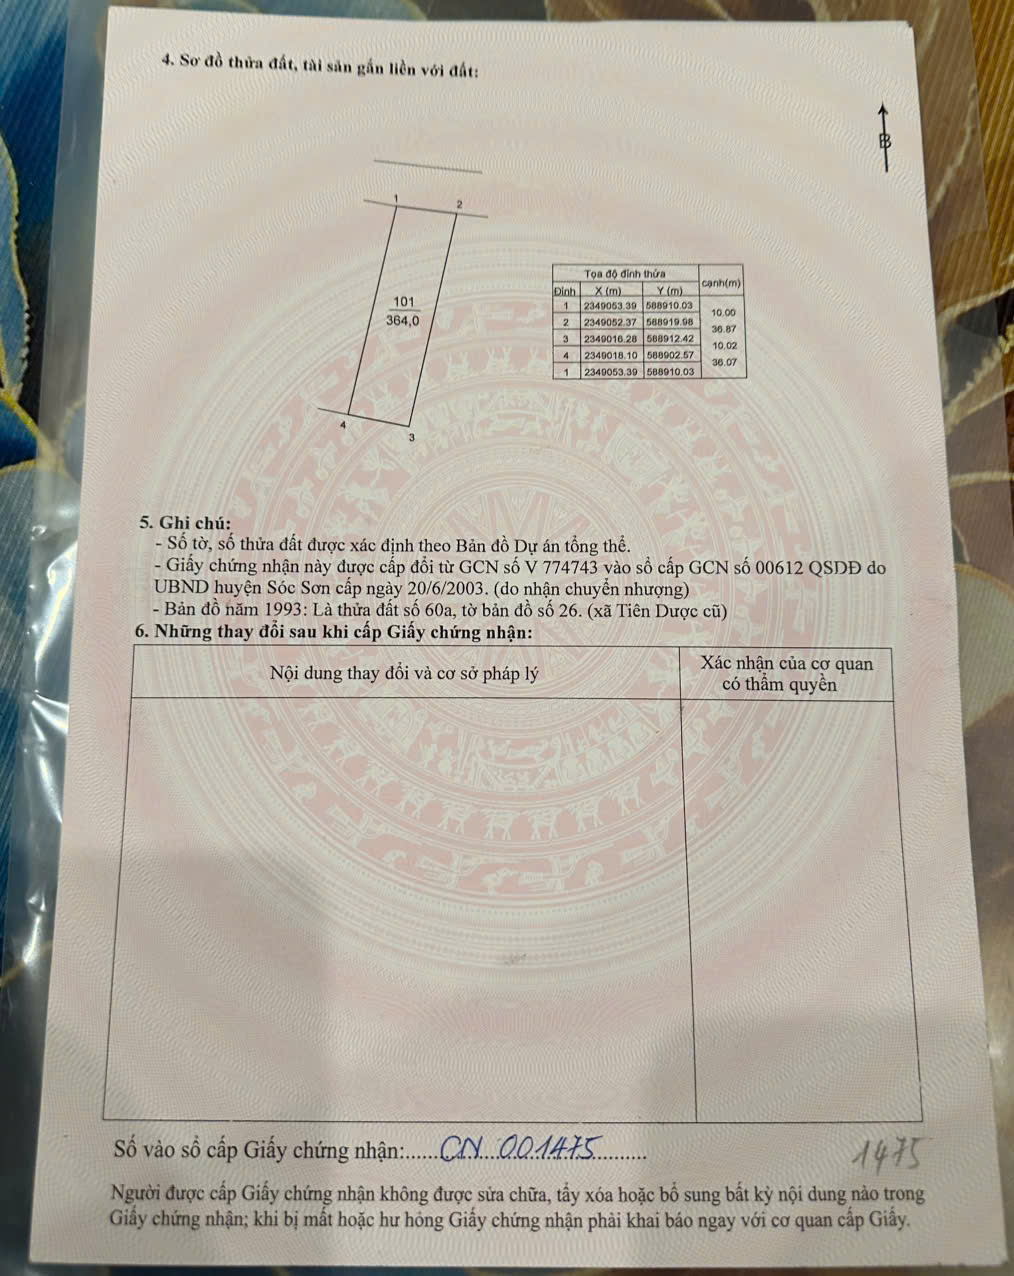 4. Sơ đồ thửa đất, tài sản gắn liền với đất:
B
1
2
101
364,0
4
3
Tọa độ đỉnh thửa
cạnh(m)
Đỉnh X (m) Y (m)
1 2349053.39 588910.03
10.00
2 2349052.37 588919.98
36.87
3 2349016.28 588912.42
10.02
4 2349018.10 588902.57
36.07
1 2349053.39 588910.03
5. Ghi chú:
- Số tờ, số thửa đất được xác định theo Bản đồ Dự án tổng thể.
- Giấy chứng nhận này được cấp đổi từ GCN số V 774743 vào sổ cấp GCN số 00612 QSDĐ do
UBND huyện Sóc Sơn cấp ngày 20/6/2003. (do nhận chuyển nhượng)
- Bản đồ năm 1993: Là thửa đất số 60a, tờ bản đồ số 26. (xã Tiên Dược cũ)
6. Những thay đổi sau khi cấp Giấy chứng nhận:
Nội dung thay đổi và cơ sở pháp lý
Xác nhận của cơ quan
có thẩm quyền
Số vào sổ cấp Giấy chứng nhận:......CN...001475...........
1475
Người được cấp Giấy chứng nhận không được sửa chữa, tẩy xóa hoặc bổ sung bất kỳ nội dung nào trong
Giấy chứng nhận; khi bị mất hoặc hư hỏng Giấy chứng nhận phải khai báo ngay với cơ quan cấp Giấy.